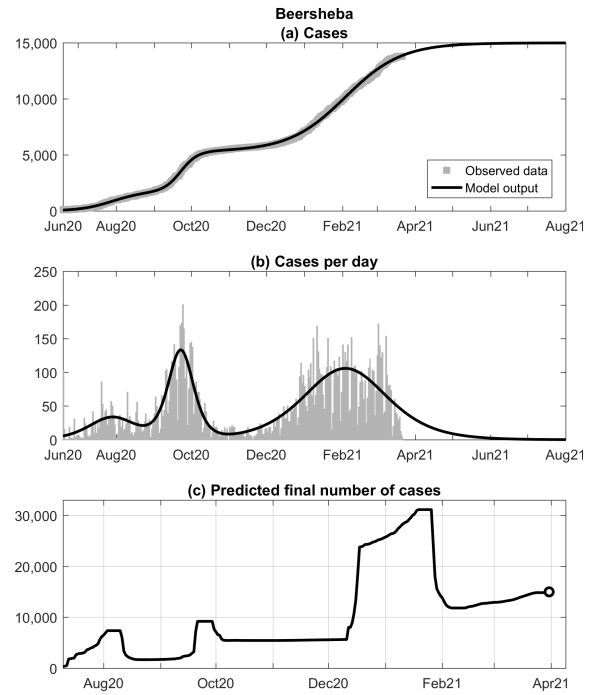 Beersheba
(a) Cases
15,000
10,000
5,000
0
Jun20 Aug20 Oct20 Dec20 Feb21 Apr21 Jun21 Aug21
Observed data
Model output
(b) Cases per day
250
200
150
100
50
0
Jun20 Aug20 Oct20 Dec20 Feb21 Apr21 Jun21 Aug21
(c) Predicted final number of cases
30,000
20,000
10,000
0
Aug20 Oct20 Dec20 Feb21 Apr21